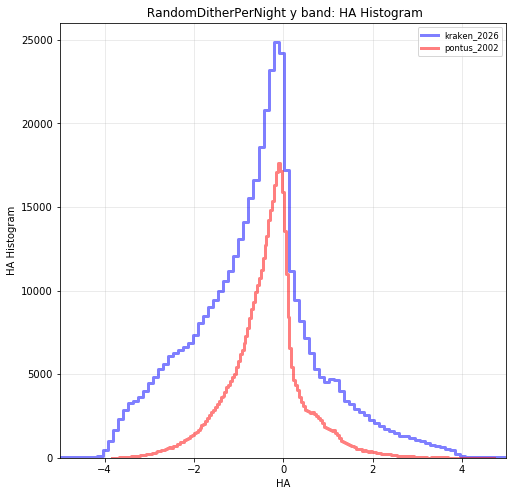 RandomDitherPerNight y band: HA Histogram
kraken_2026
pontus_2002
HA Histogram
25000
20000
15000
10000
5000
0
−4
−2
0
2
4
HA